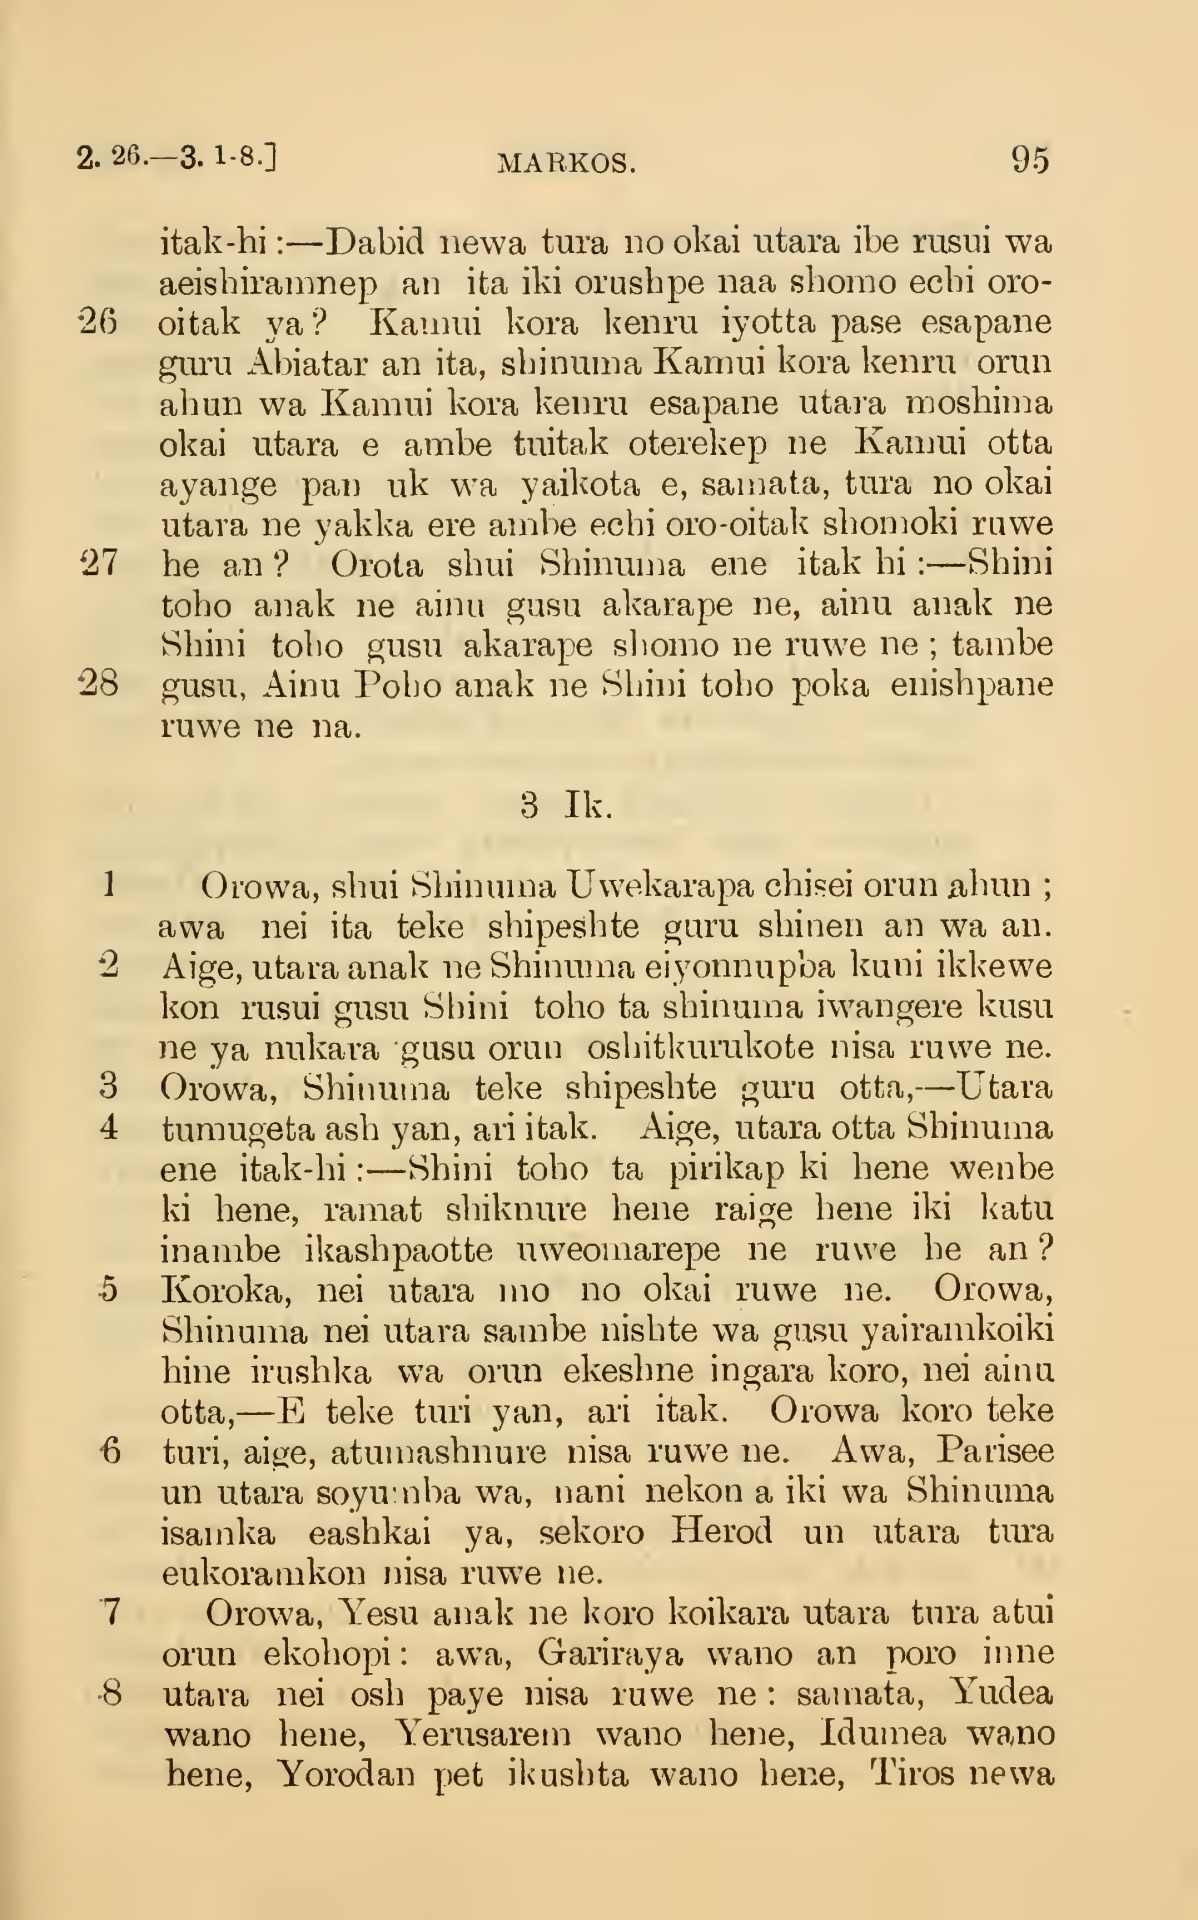 2. 26.—3. 1-8.] MARKOS. 95
itak-hi :—Dabid newa tura no okai utara ibe rusui wa
aeishiramnep an ita iki orushpe naa shomo echi oro-
26 oitak ya? Kamui kora kenru iyotta pase esapane
guru Abiatar an ita, shinuma Kamui kora kenru orun
ahun wa Kamui kora kenru esapane utara moshima
okai utara e ambe tuitak oterekep ne Kamui otta
ayange pan uk wa yaikota e, samata, tura no okai
utara ne yakka ere ambe echi oro-oitak shomoki ruwe
27 he an? Orota shui Shinuma ene itak hi :—Shini
toho anak ne ainu gusu akarape ne, ainu anak ne
Shini toho gusu akarape shomo ne ruwe ne ; tambe
28 gusu, Ainu Poho anak ne Shini toho poka enishpane
ruwe ne na.
3 Ik.
1 Orowa, shui Shinuma Uwekarapa chisei orun ahun ;
awa nei ita teke shipeshte guru shinen an wa an.
2 Aige, utara anak ne Shinuma eiyonnupba kuni ikkewe
kon rusui gusu Shini toho ta shinuma iwangere kusu
ne ya nukara gusu orun oshitkurukote nisa ruwe ne.
3 Orowa, Shinuma teke shipeshte guru otta,—Utara
4 tumugeta ash yan, ari itak. Aige, utara otta Shinuma
ene itak-hi :—Shini toho ta pirikap ki hene wenbe
ki hene, ramat shiknure hene raige hene iki katu
inambe ikashpaotte uweomarepe ne ruwe he an?
5 Koroka, nei utara mo no okai ruwe ne. Orowa,
Shinuma nei utara sambe nishte wa gusu yairamkoiki
hine irushka wa orun ekeshne ingara koro, nei ainu
otta,—E teke turi yan, ari itak. Orowa koro teke
6 turi, aige, atumashnure nisa ruwe ne. Awa, Parisee
un utara soyumba wa, nani nekon a iki wa Shinuma
isamka eashkai ya, sekoro Herod un utara tura
eukoramkon nisa ruwe ne.
7 Orowa, Yesu anak ne koro koikara utara tura atui
orun ekohopi : awa, Gariraya wano an poro inne
8 utara nei osh paye nisa ruwe ne : samata, Yudea
wano hene, Yerusarem wano hene, Idumea wano
hene, Yorodan pet ikushta wano hene, Tiros newa